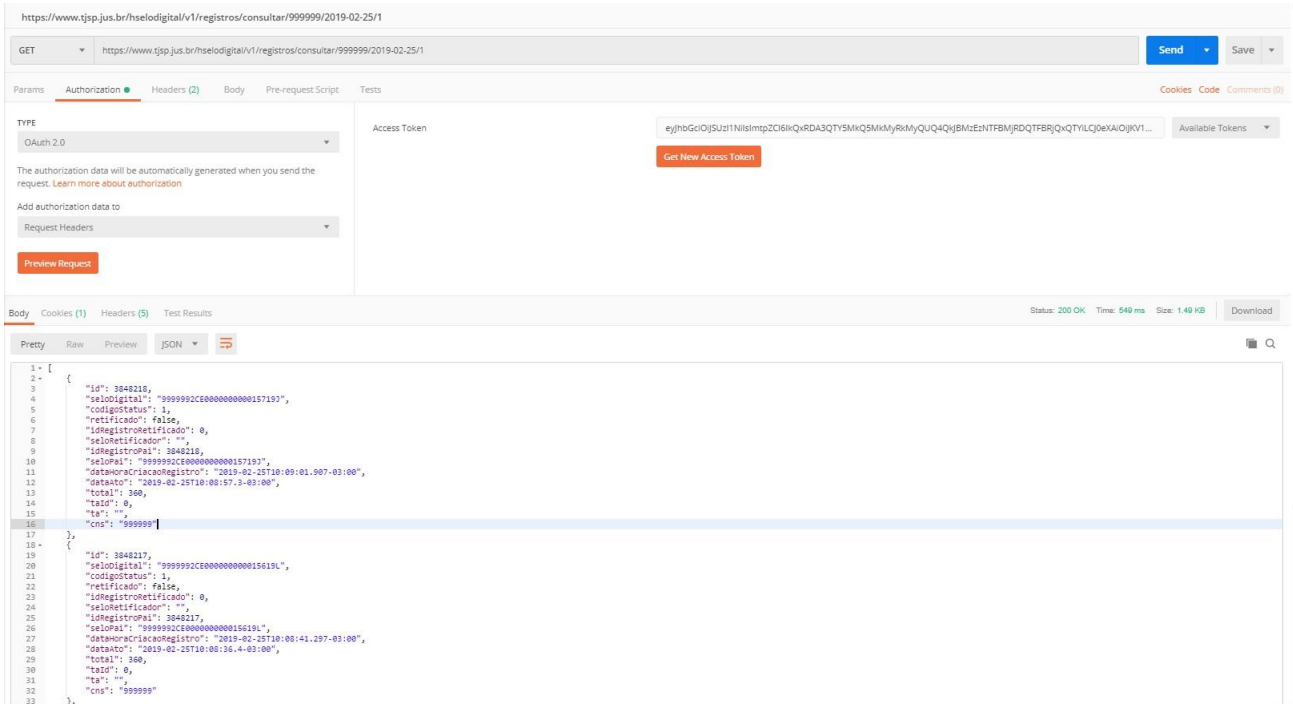 https://www.tjsp.jus.br/hselodigital/v1/registros/consultar/999999/2019-02-25/1
GET https://www.tjsp.jus.br/hselodigital/v1/registros/consultar/999999/2019-02-25/1 Send Save
Params Authorization Headers (2) Body Pre-request Script Tests Cookies Code Comments (0)
TYPE
OAuth 2.0
The authorization data will be automatically generated when you send the
request. Learn more about authorization
Add authorization data to
Request Headers
Preview Request
Access Token
Available Tokens
Get New Access Token
Body Cookies (1) Headers (5) Test Results Status: 200 OK Time: 549 ms Size: 1.49 KB Download
Pretty Raw Preview JSON
1 [
2 {
3 "id": 3848218,
4 "seloDigital": "9999992CE000000000015719J",
5 "codigoStatus": 1,
6 "retificado": false,
7 "idRegistroRetificado": 0,
8 "seloRetificador": "",
9 "idRegistroPai": 3848218,
10 "seloPai": "9999992CE000000000015719J",
11 "dataHoraCriacaoRegistro": "2019-02-25T10:09:01.907-03:00",
12 "dataAto": "2019-02-25T10:08:57.3-03:00",
13 "total": 360,
14 "taId": 0,
15 "ta": "",
16 "cns": "999999"
17 },
18 {
19 "id": 3848217,
20 "seloDigital": "9999992CE000000000015619L",
21 "codigoStatus": 1,
22 "retificado": false,
23 "idRegistroRetificado": 0,
24 "seloRetificador": "",
25 "idRegistroPai": 3848217,
26 "seloPai": "9999992CE000000000015619L",
27 "dataHoraCriacaoRegistro": "2019-02-25T10:08:41.297-03:00",
28 "dataAto": "2019-02-25T10:08:36.4-03:00",
29 "total": 360,
30 "taId": 0,
31 "ta": "",
32 "cns": "999999"
33 },